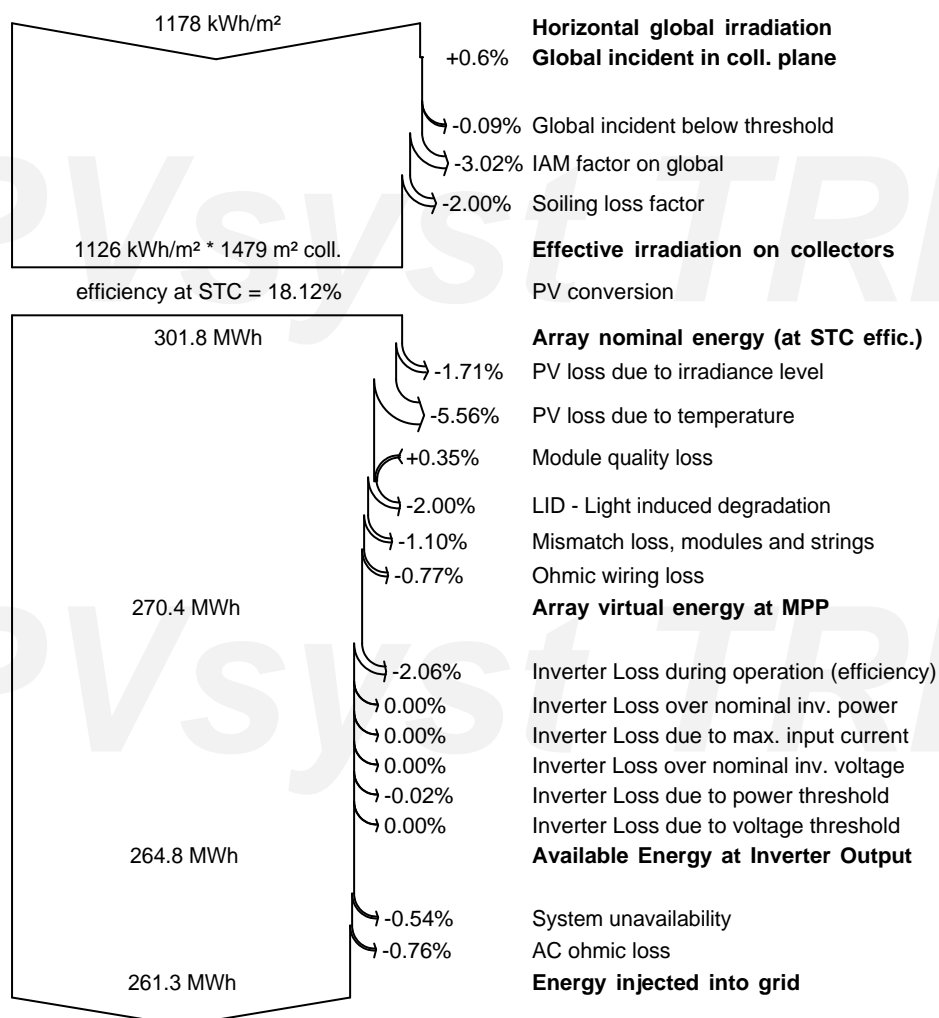 1178 kWh/m² Horizontal global irradiation
+0.6% Global incident in coll. plane
-0.09% Global incident below threshold
-3.02% IAM factor on global
-2.00% Soiling loss factor
1126 kWh/m² * 1479 m² coll. Effective irradiation on collectors
efficiency at STC = 18.12% PV conversion
301.8 MWh Array nominal energy (at STC effic.)
-1.71% PV loss due to irradiance level
-5.56% PV loss due to temperature
+0.35% Module quality loss
-2.00% LID - Light induced degradation
-1.10% Mismatch loss, modules and strings
-0.77% Ohmic wiring loss
270.4 MWh Array virtual energy at MPP
-2.06% Inverter Loss during operation (efficiency)
0.00% Inverter Loss over nominal inv. power
0.00% Inverter Loss due to max. input current
0.00% Inverter Loss over nominal inv. voltage
-0.02% Inverter Loss due to power threshold
0.00% Inverter Loss due to voltage threshold
264.8 MWh Available Energy at Inverter Output
-0.54% System unavailability
-0.76% AC ohmic loss
261.3 MWh Energy injected into grid
PVsyst
PVsyst